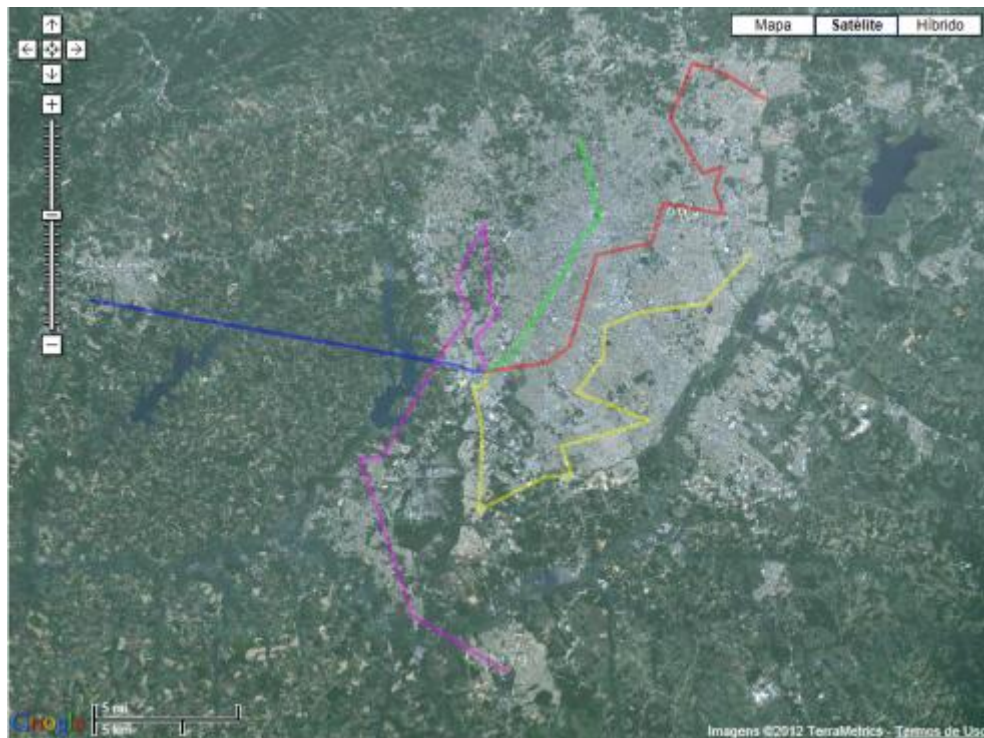 Mapa
Satélite
Híbrido
Google
5 mi
5 km
Imagens ©2012 TerraMetrics - Termos de Uso